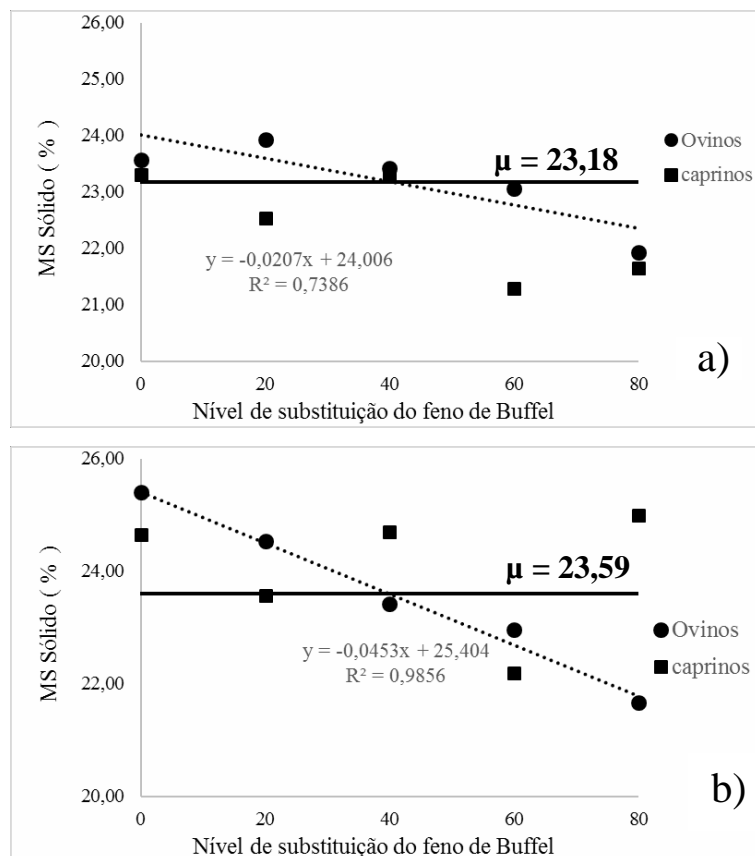 26,00
25,00
24,00
23,00
22,00
21,00
20,00
MS Sólido ( % )
μ = 23,18
y = -0,0207x + 24,006
R² = 0,7386
Ovinos
caprinos
a)
0 20 40 60 80
Nível de substituição do feno de Buffel
26,00
24,00
22,00
20,00
MS Sólido ( % )
μ = 23,59
y = -0,0453x + 25,404
R² = 0,9856
Ovinos
caprinos
b)
0 20 40 60 80
Nível de substituição do feno de Buffel